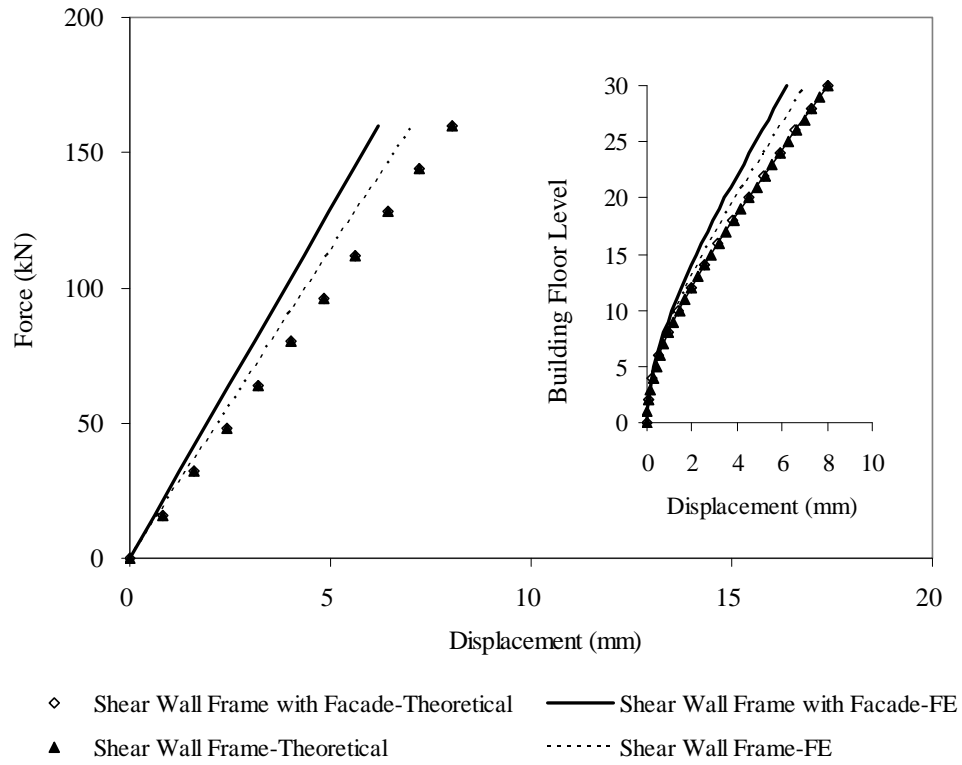 200
150
100
50
0
Force (kN)
0 5 10 15 20
Displacement (mm)
30
25
20
15
10
5
0
Building Floor Level
0 2 4 6 8 10
Displacement (mm)
Shear Wall Frame with Facade-Theoretical
Shear Wall Frame with Facade-FE
Shear Wall Frame-Theoretical
Shear Wall Frame-FE